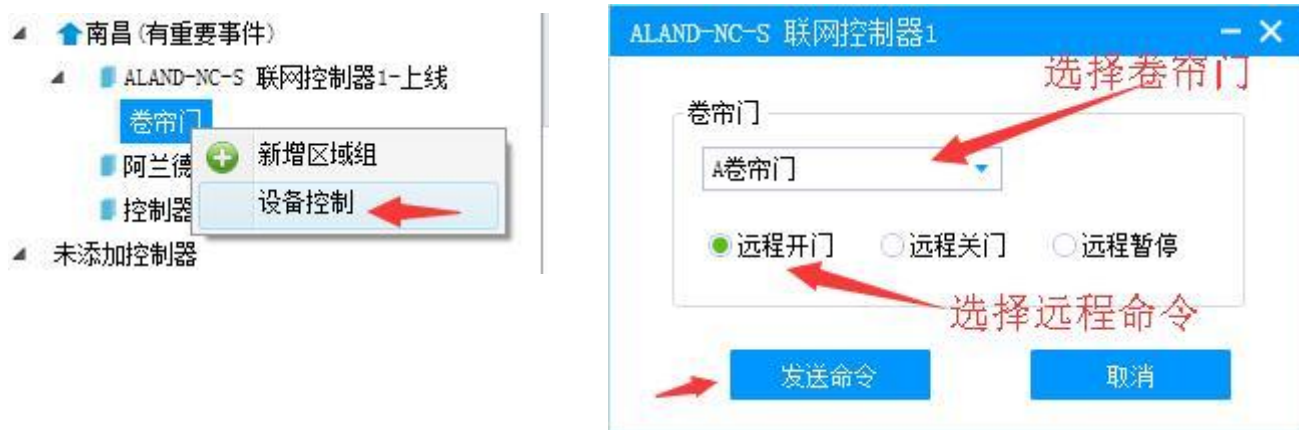 南昌(有重要事件)
ALAND-NC-S 联网控制器1-上线
卷帘门
新增区域组
阿兰德
设备控制
控制器
未添加控制器
ALAND-NC-S 联网控制器1
选择卷帘门
卷帘门
A卷帘门
远程开门 远程关门 远程暂停
选择远程命令
发送命令 取消